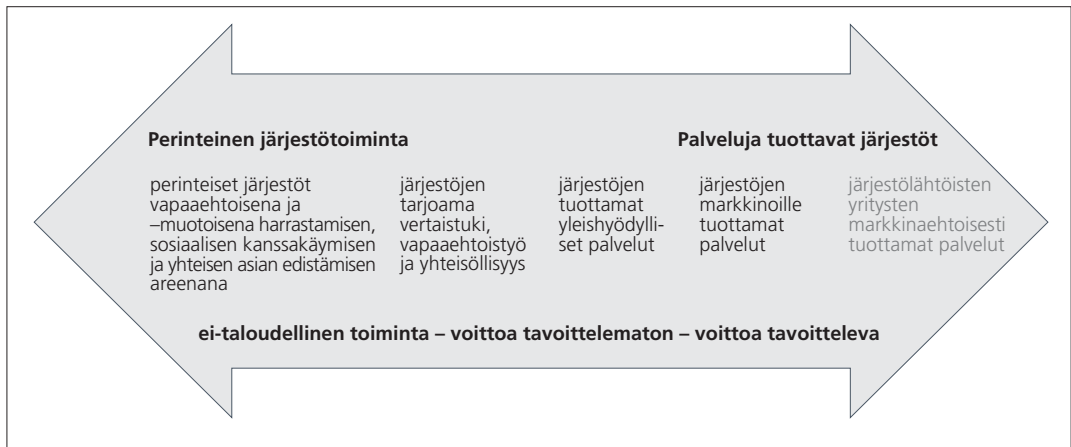 Perinteinen järjestötoiminta
Palveluja tuottavat järjestöt
perinteiset järjestöt
vapaaehtoisena ja
–muotoisena harrastamisen,
sosiaalisen kanssakäymisen
ja yhteisen asian edistämisen
areenana
järjestöjen
tarjoama
vertaistuki,
vapaaehtoistyö
ja yhteisöllisyys
järjestöjen
tuottamat
yleishyödylli-
set palvelut
järjestöjen
markkinoille
tuottamat
palvelut
järjestölähtöisten
yritysten
markkinaehtoisesti
tuottamat palvelut
ei-taloudellinen toiminta – voittoa tavoittelematon – voittoa tavoitteleva